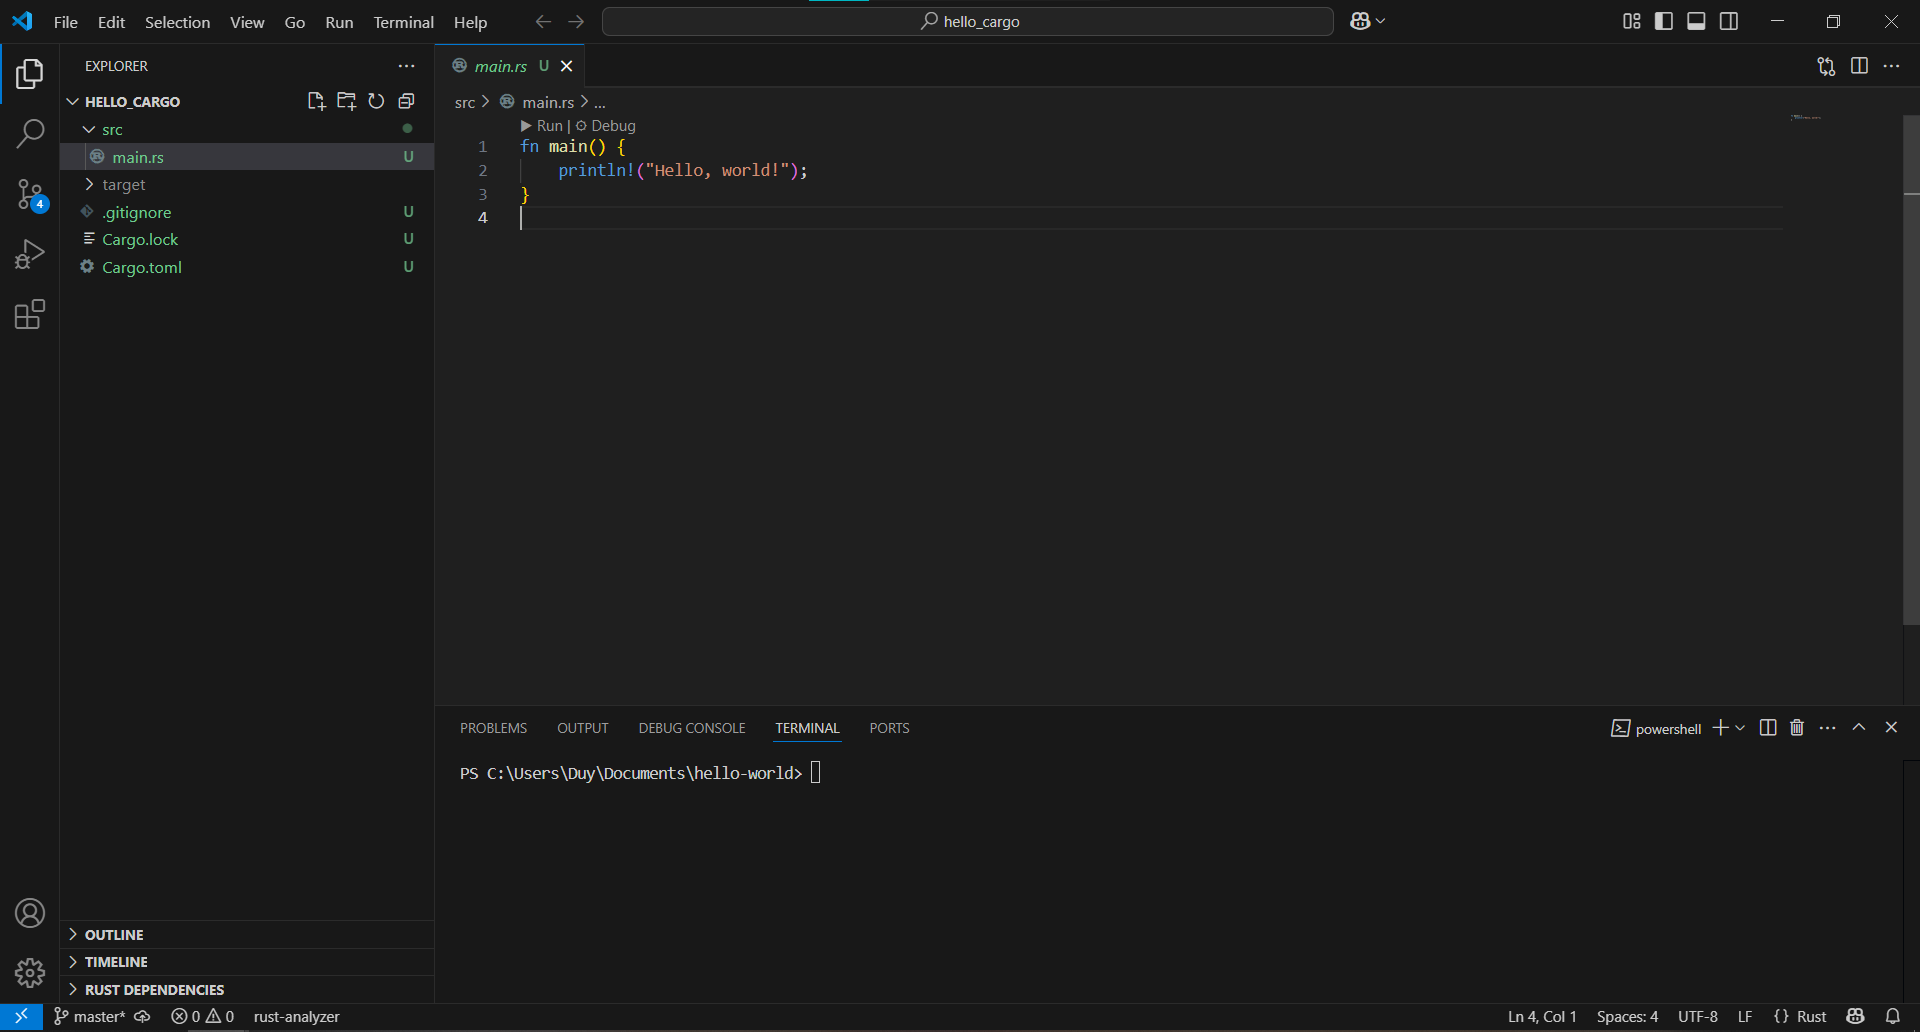 File Edit Selection View Go Run Terminal Help
hello_cargo
EXPLORER
HELLO_CARGO
src
main.rs U
target
.gitignore U
Cargo.lock U
Cargo.toml U
4
OUTLINE
TIMELINE
RUST DEPENDENCIES
main.rs U
src > main.rs > ...
Run | Debug
1 fn main() {
2     println!("Hello, world!");
3 }
4
PROBLEMS OUTPUT DEBUG CONSOLE TERMINAL PORTS
powershell
PS C:\Users\Duy\Documents\hello-world>
master* 0 0 rust-analyzer
Ln 4, Col 1 Spaces: 4 UTF-8 LF {} Rust